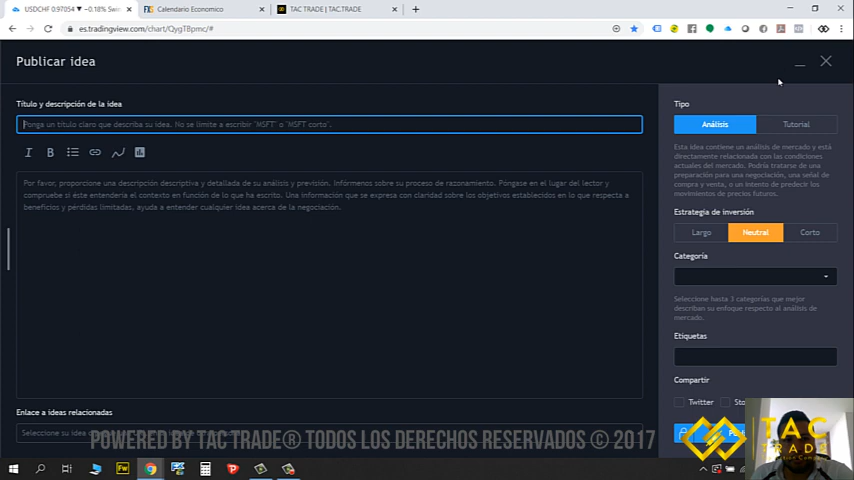 USDCHF 0.97054 ▼ −0.18% Swin
Calendario Economico
TAC TRADE | TAC.TRADE
es.tradingview.com/chart/QygTBpmc/#
Publicar idea
Título y descripción de la idea
Ponga un título claro que describa su idea. No se limite a escribir "MSFT" o "MSFT corto".
Por favor, proporcione una descripción descriptiva y detallada de su análisis y previsión. Infórmenos sobre su proceso de razonamiento. Póngase en el lugar del lector y
compruebe si éste entendería el contexto en función de lo que ha escrito. Una información que se expresa con claridad sobre los objetivos establecidos en lo que respecta a
beneficios y pérdidas limitadas, ayuda a entender cualquier idea acerca de la negociación.
Enlace a ideas relacionadas
Seleccione su idea
Tipo
Análisis
Tutorial
Esta idea contiene un análisis de mercado y está
directamente relacionada con las condiciones
actuales del mercado. Podría tratarse de una
preparación para una negociación, una señal de
compra y venta, o un intento de predecir los
movimientos de precios futuros.
Estrategia de inversión
Largo
Neutral
Corto
Categoría
Seleccione hasta 3 categorías que mejor
describan su enfoque respecto al análisis de
mercado.
Etiquetas
Compartir
Twitter
TAC
TRADE
POWERED BY TAC TRADE® TODOS LOS DERECHOS RESERVADOS © 2017
Fw